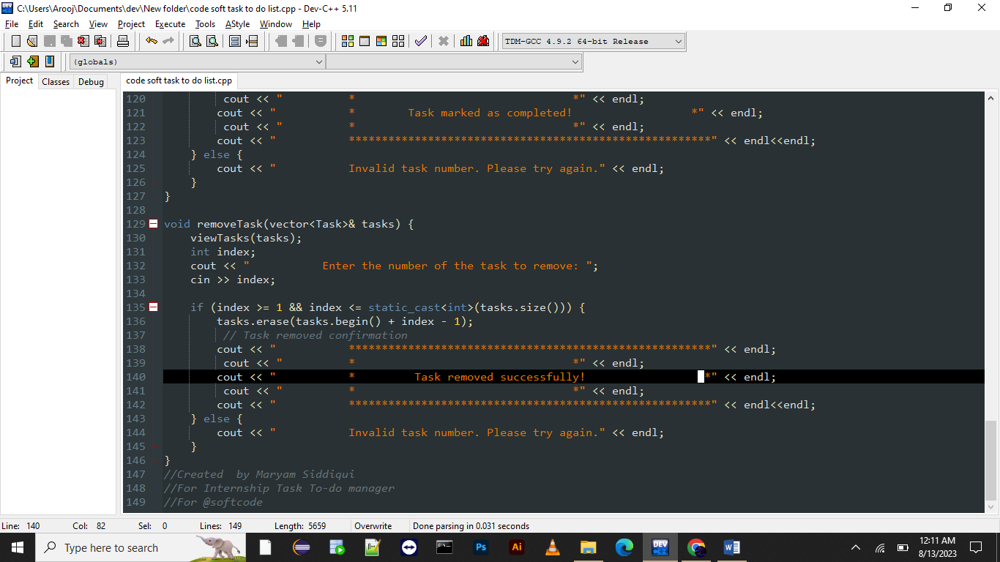 C:\Users\Arooj\Documents\dev\New folder\code soft task to do list.cpp - Dev-C++ 5.11
File Edit Search View Project Execute Tools AStyle Window Help
TDM-GCC 4.9.2 64-bit Release
(globals)
Project Classes Debug code soft task to do list.cpp
120 cout << "           *                                 *" << endl;
121 cout << "           *        Task marked as completed!                  *" << endl;
122 cout << "          *                                 *" << endl;
123 cout << "           *******************************************************" << endl<<endl;
124 } else {
125 cout << "           Invalid task number. Please try again." << endl;
126 }
127 }
128
129 void removeTask(vector<Task>& tasks) {
130 viewTasks(tasks);
131 int index;
132 cout << "           Enter the number of the task to remove: ";
133 cin >> index;
134
135 if (index >= 1 && index <= static_cast<int>(tasks.size())) {
136 tasks.erase(tasks.begin() + index - 1);
137 // Task removed confirmation
138 cout << "           *******************************************************" << endl;
139 cout << "          *                                 *" << endl;
140 cout << "           *         Task removed successfully!                 *" << endl;
141 cout << "          *                                 *" << endl;
142 cout << "           *******************************************************" << endl<<endl;
143 } else {
144 cout << "           Invalid task number. Please try again." << endl;
145 }
146 }
147 //Created  by Maryam Siddiqui
148 //For Internship Task To-do manager
149 //For @softcode
Line: 140 Col: 82 Sel: 0 Lines: 149 Length: 5659 Overwrite Done parsing in 0.031 seconds
Type here to search
Ps Ai DEV W
12:11 AM
8/13/2023